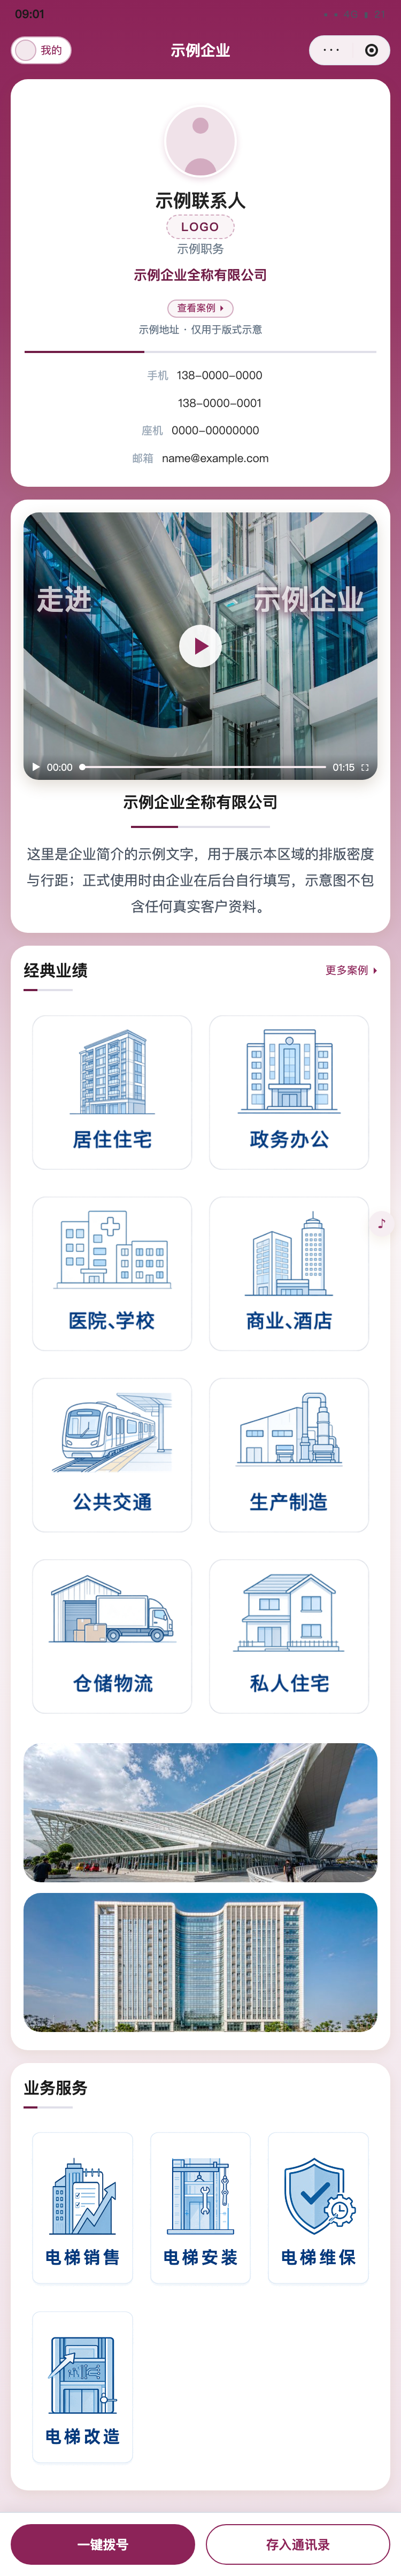 09:01
我的
示例企业
示例联系人
LOGO
示例职务
示例企业全称有限公司
查看案例
示例地址 · 仅用于版式示意
手机 138-0000-0000
138-0000-0001
座机 0000-00000000
邮箱 name@example.com
走进 示例企业
00:00 01:15
示例企业全称有限公司
这里是企业简介的示例文字，用于展示本区域的排版密度
与行距；正式使用时由企业在后台自行填写，示意图不包
含任何真实客户资料。
经典业绩 更多案例
居住住宅 政务办公
医院、学校 商业、酒店
公共交通 生产制造
仓储物流 私人住宅
业务服务
电梯销售 电梯安装 电梯维保
电梯改造
一键拨号 存入通讯录